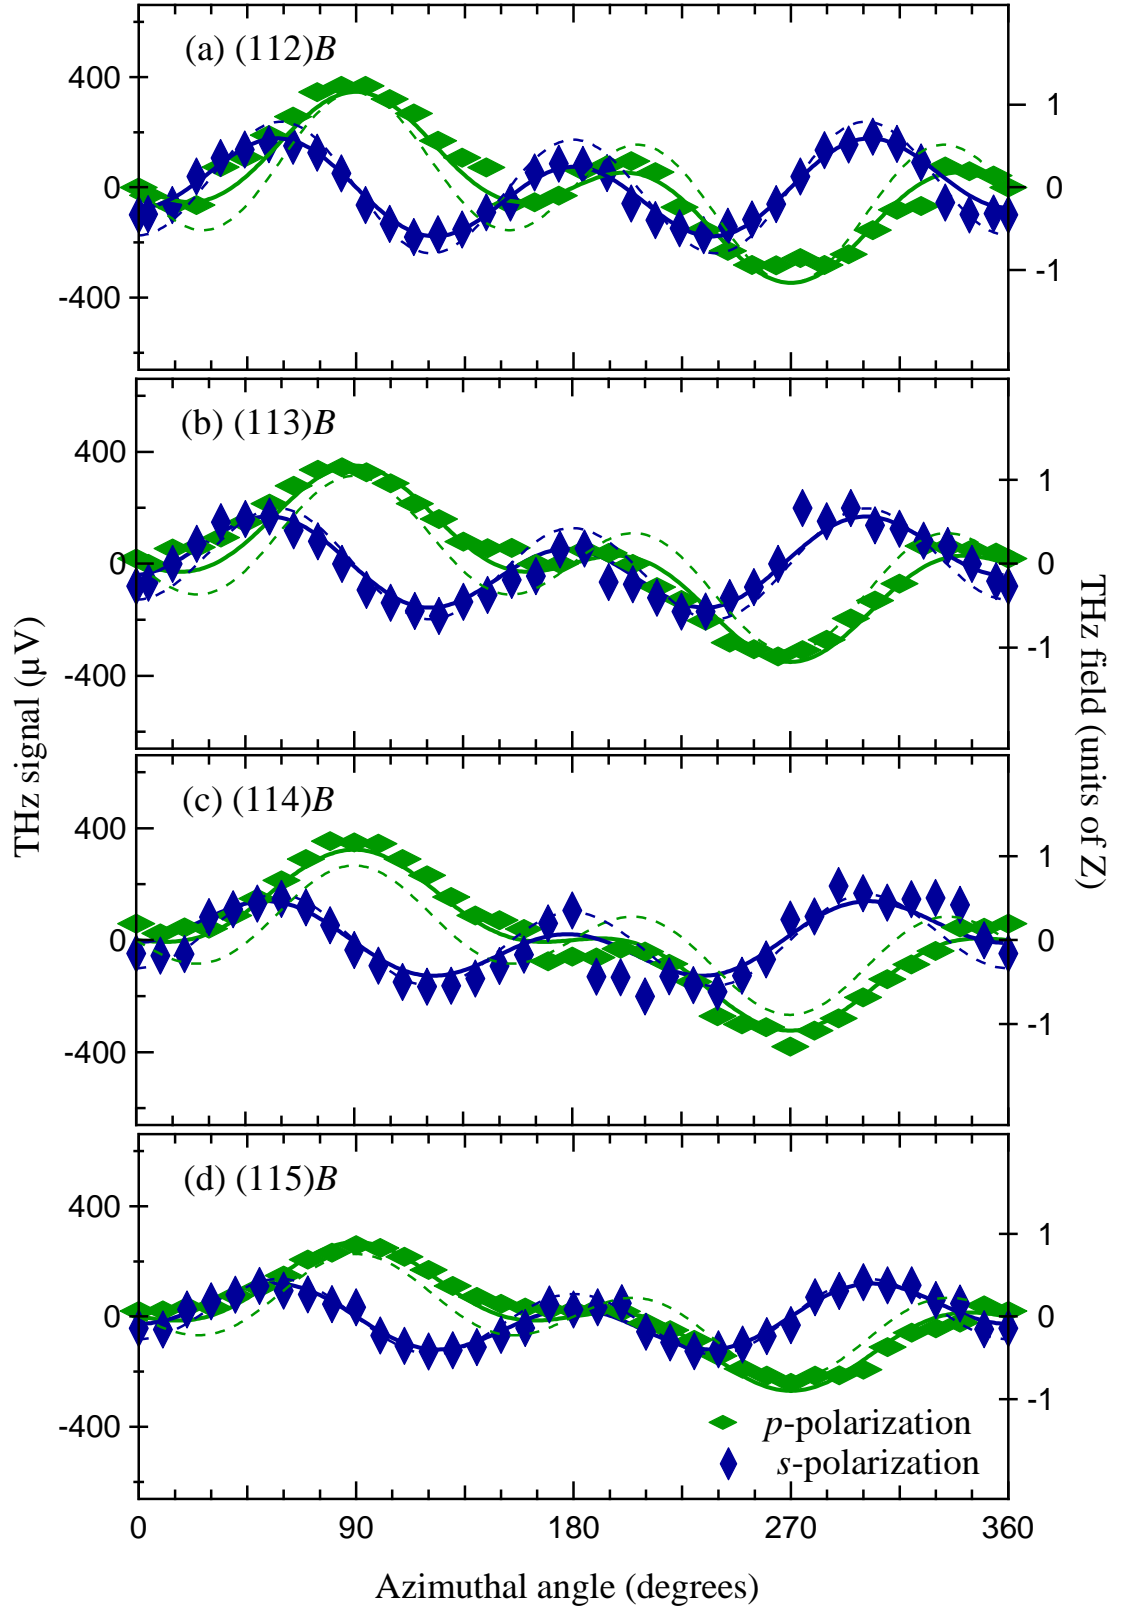 (a) (112)B
400
0
-400
1
0
-1
(b) (113)B
400
0
-400
1
0
-1
THz signal (µV)
THz field (units of Z)
(c) (114)B
400
0
-400
1
0
-1
(d) (115)B
400
0
-400
1
0
-1
p-polarization
s-polarization
0 90 180 270 360
Azimuthal angle (degrees)